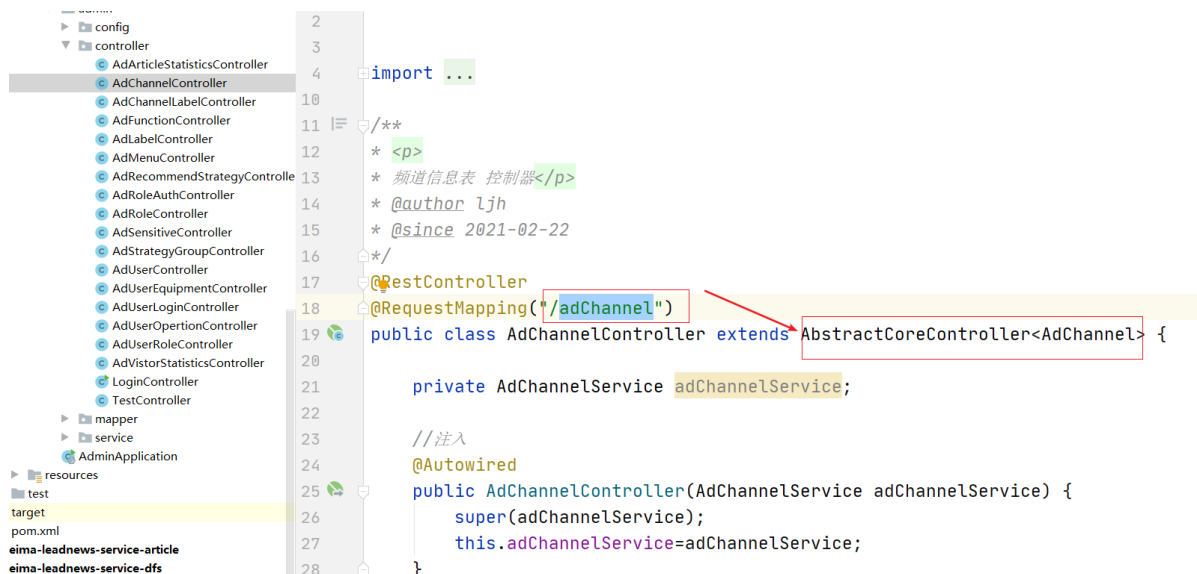 config
controller
AdArticleStatisticsController
AdChannelController
AdChannelLabelController
AdFunctionController
AdLabelController
AdMenuController
AdRecommendStrategyControlle
AdRoleAuthController
AdRoleController
AdSensitiveController
AdStrategyGroupController
AdUserController
AdUserEquipmentController
AdUserLoginController
AdUserOpertionController
AdUserRoleController
AdVistorStatisticsController
LoginController
TestController
mapper
service
AdminApplication
resources
test
target
pom.xml
eima-leadnews-service-article
eima-leadnews-service-dfs
2
3
4 import ...
10
11 /**
12 * <p>
13 * 频道信息表 控制器</p>
14 * @author ljh
15 * @since 2021-02-22
16 */
17 @RestController
18 @RequestMapping("/adChannel")
19 public class AdChannelController extends AbstractCoreController<AdChannel> {
20
21 private AdChannelService adChannelService;
22
23 //注入
24 @Autowired
25 public AdChannelController(AdChannelService adChannelService) {
26 super(adChannelService);
27 this.adChannelService=adChannelService;
28 }